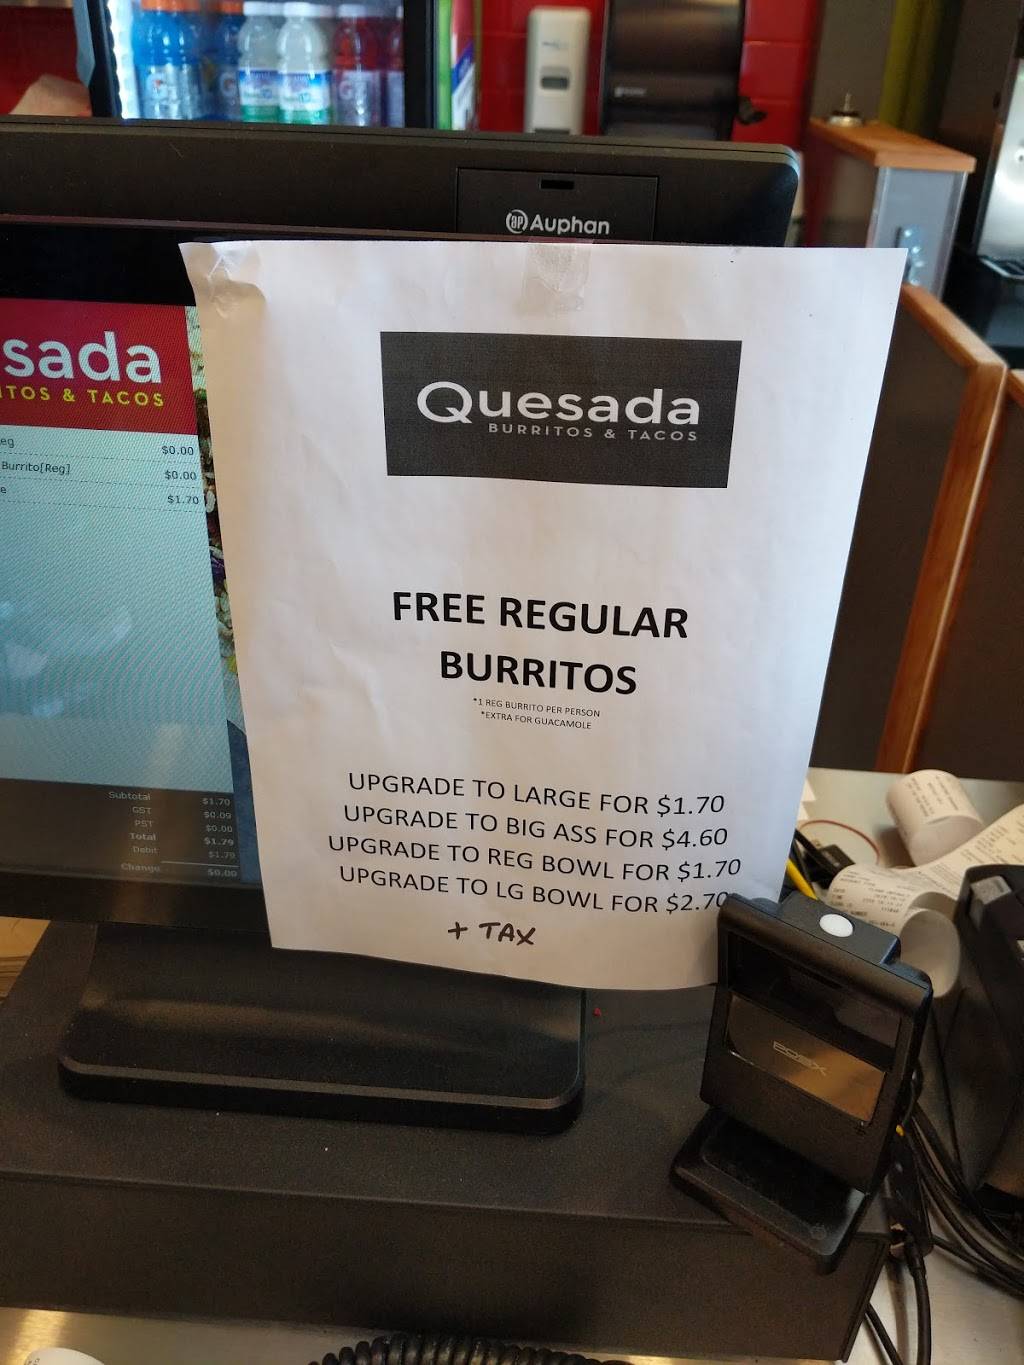 Auphan
sada
ITOS & TACOS
eg $0.00
Burrito[Reg] $0.00
e $1.70
Subtotal $1.70
GST $0.09
PST $0.00
Total $1.79
Debit $1.79
Change $0.00
Quesada
BURRITOS & TACOS
FREE REGULAR
BURRITOS
*1 REG BURRITO PER PERSON
*EXTRA FOR GUACAMOLE
UPGRADE TO LARGE FOR $1.70
UPGRADE TO BIG ASS FOR $4.60
UPGRADE TO REG BOWL FOR $1.70
UPGRADE TO LG BOWL FOR $2.70
+ TAX